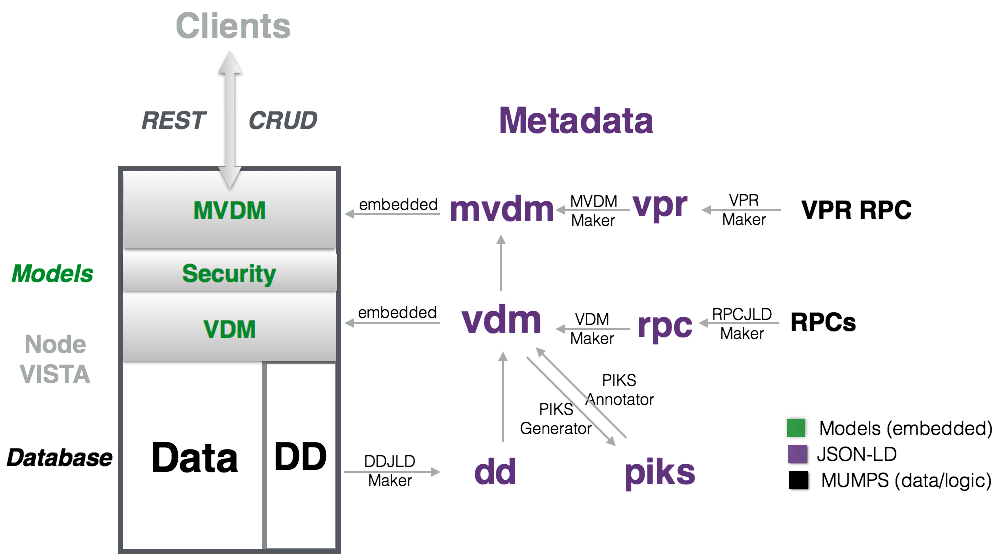 Clients
REST CRUD
Metadata
MVDM
embedded
mvdm
MVDM
Maker
vpr
VPR
Maker
VPR RPC
Models
Security
VDM
embedded
vdm
VDM
Maker
rpc
RPCJLD
Maker
RPCs
Node
VISTA
PIKS
Annotator
PIKS
Generator
Database
Data
DD
DDJLD
Maker
dd
piks
Models (embedded)
JSON-LD
MUMPS (data/logic)